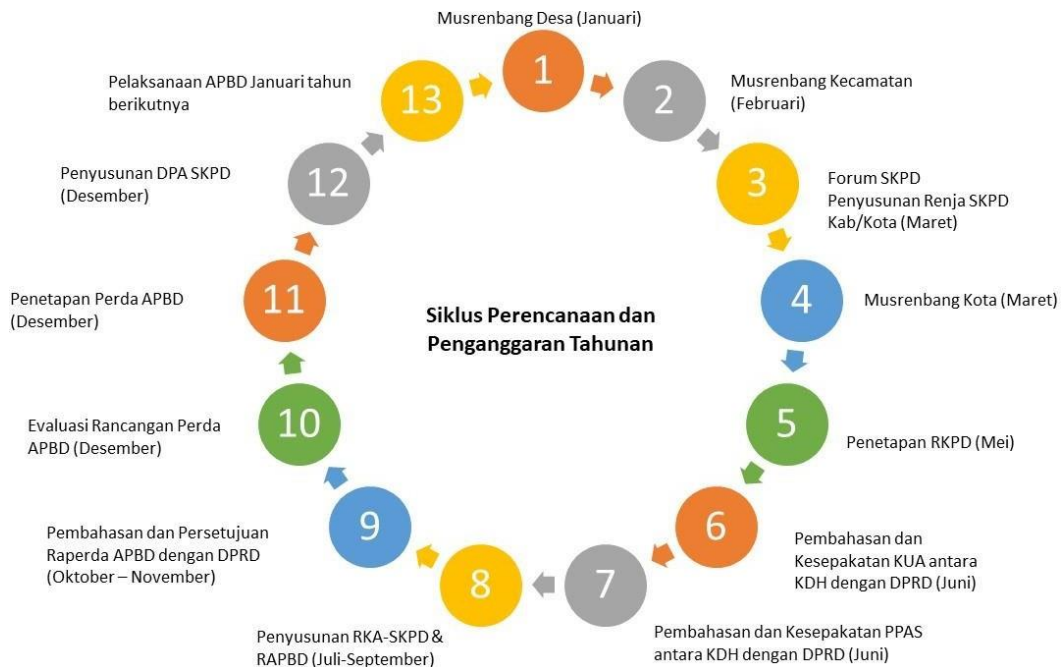 Musrenbang Desa (Januari)
1
2
Musrenbang Kecamatan
(Februari)
3
Forum SKPD
Penyusunan Renja SKPD
Kab/Kota (Maret)
4
Musrenbang Kota (Maret)
5
Penetapan RKPD (Mei)
6
Pembahasan dan
Kesepakatan KUA antara
KDH dengan DPRD (Juni)
7
Pembahasan dan Kesepakatan PPAS
antara KDH dengan DPRD (Juni)
8
Penyusunan RKA-SKPD &
RAPBD (Juli-September)
9
Pembahasan dan Persetujuan
Raperda APBD dengan DPRD
(Oktober – November)
10
Evaluasi Rancangan Perda
APBD (Desember)
11
Penetapan Perda APBD
(Desember)
12
Penyusunan DPA SKPD
(Desember)
13
Pelaksanaan APBD Januari tahun
berikutnya
Siklus Perencanaan dan
Penganggaran Tahunan